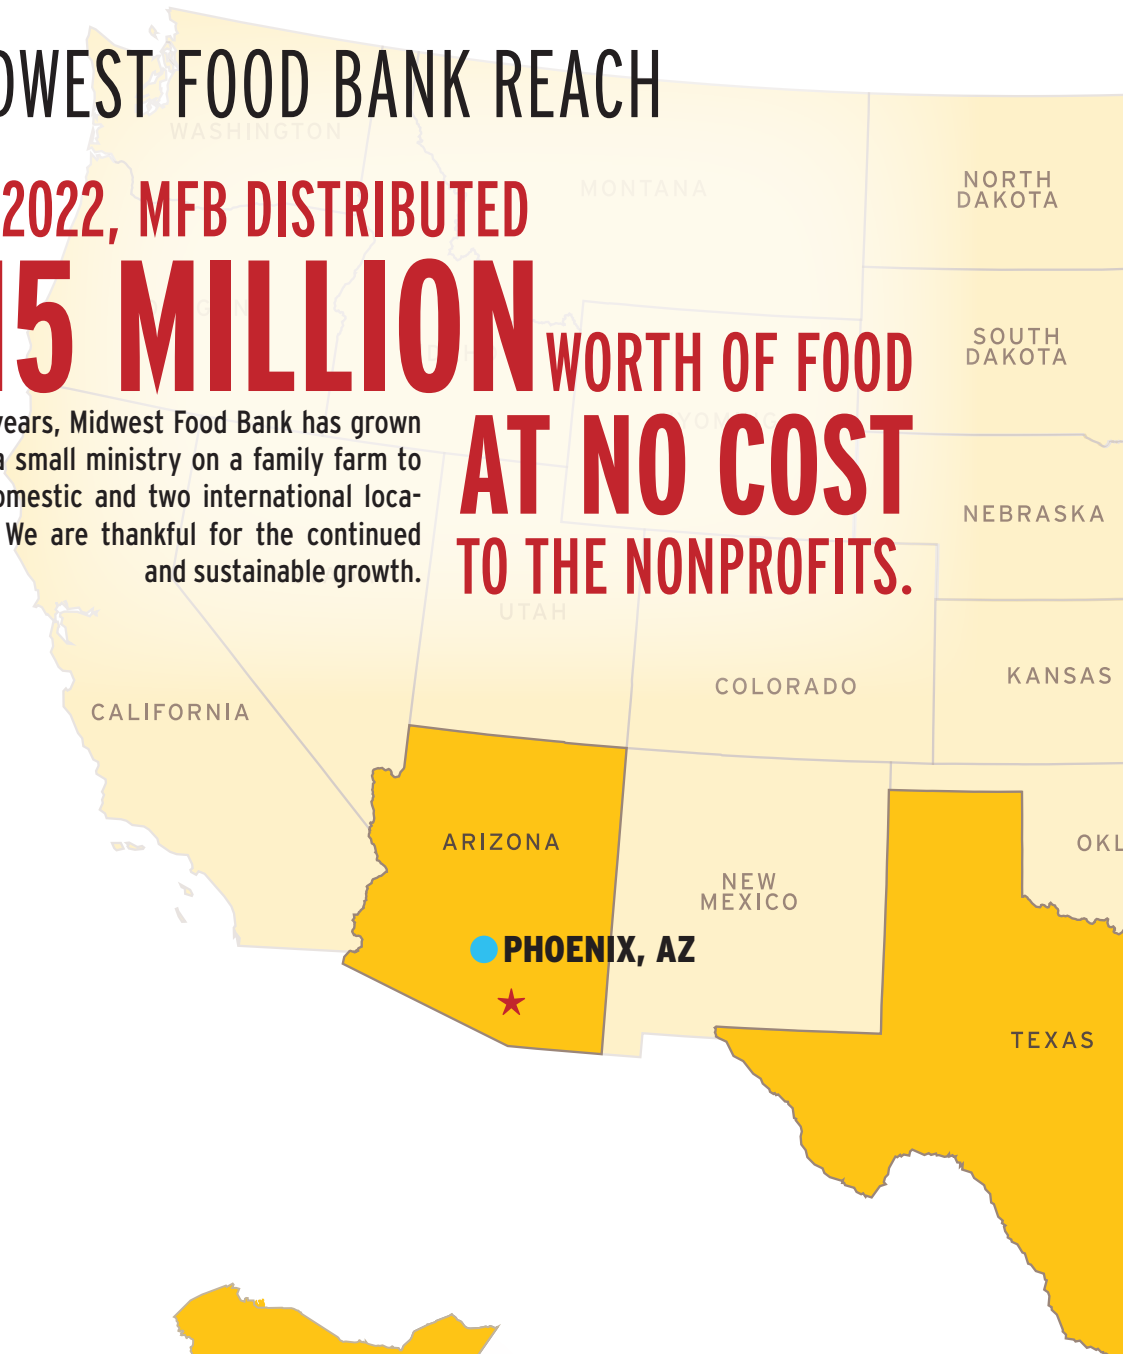 DWEST FOOD BANK REACH
WASHINGTON
MONTANA
NORTH
DAKOTA
2022, MFB DISTRIBUTED
15 MILLION WORTH OF FOOD
SOUTH
DAKOTA
AT NO COST
TO THE NONPROFITS.
years, Midwest Food Bank has grown
a small ministry on a family farm to
omestic and two international loca-
We are thankful for the continued
and sustainable growth.
NEBRASKA
UTAH
COLORADO
KANSAS
CALIFORNIA
ARIZONA
OKL
NEW
MEXICO
PHOENIX, AZ
TEXAS